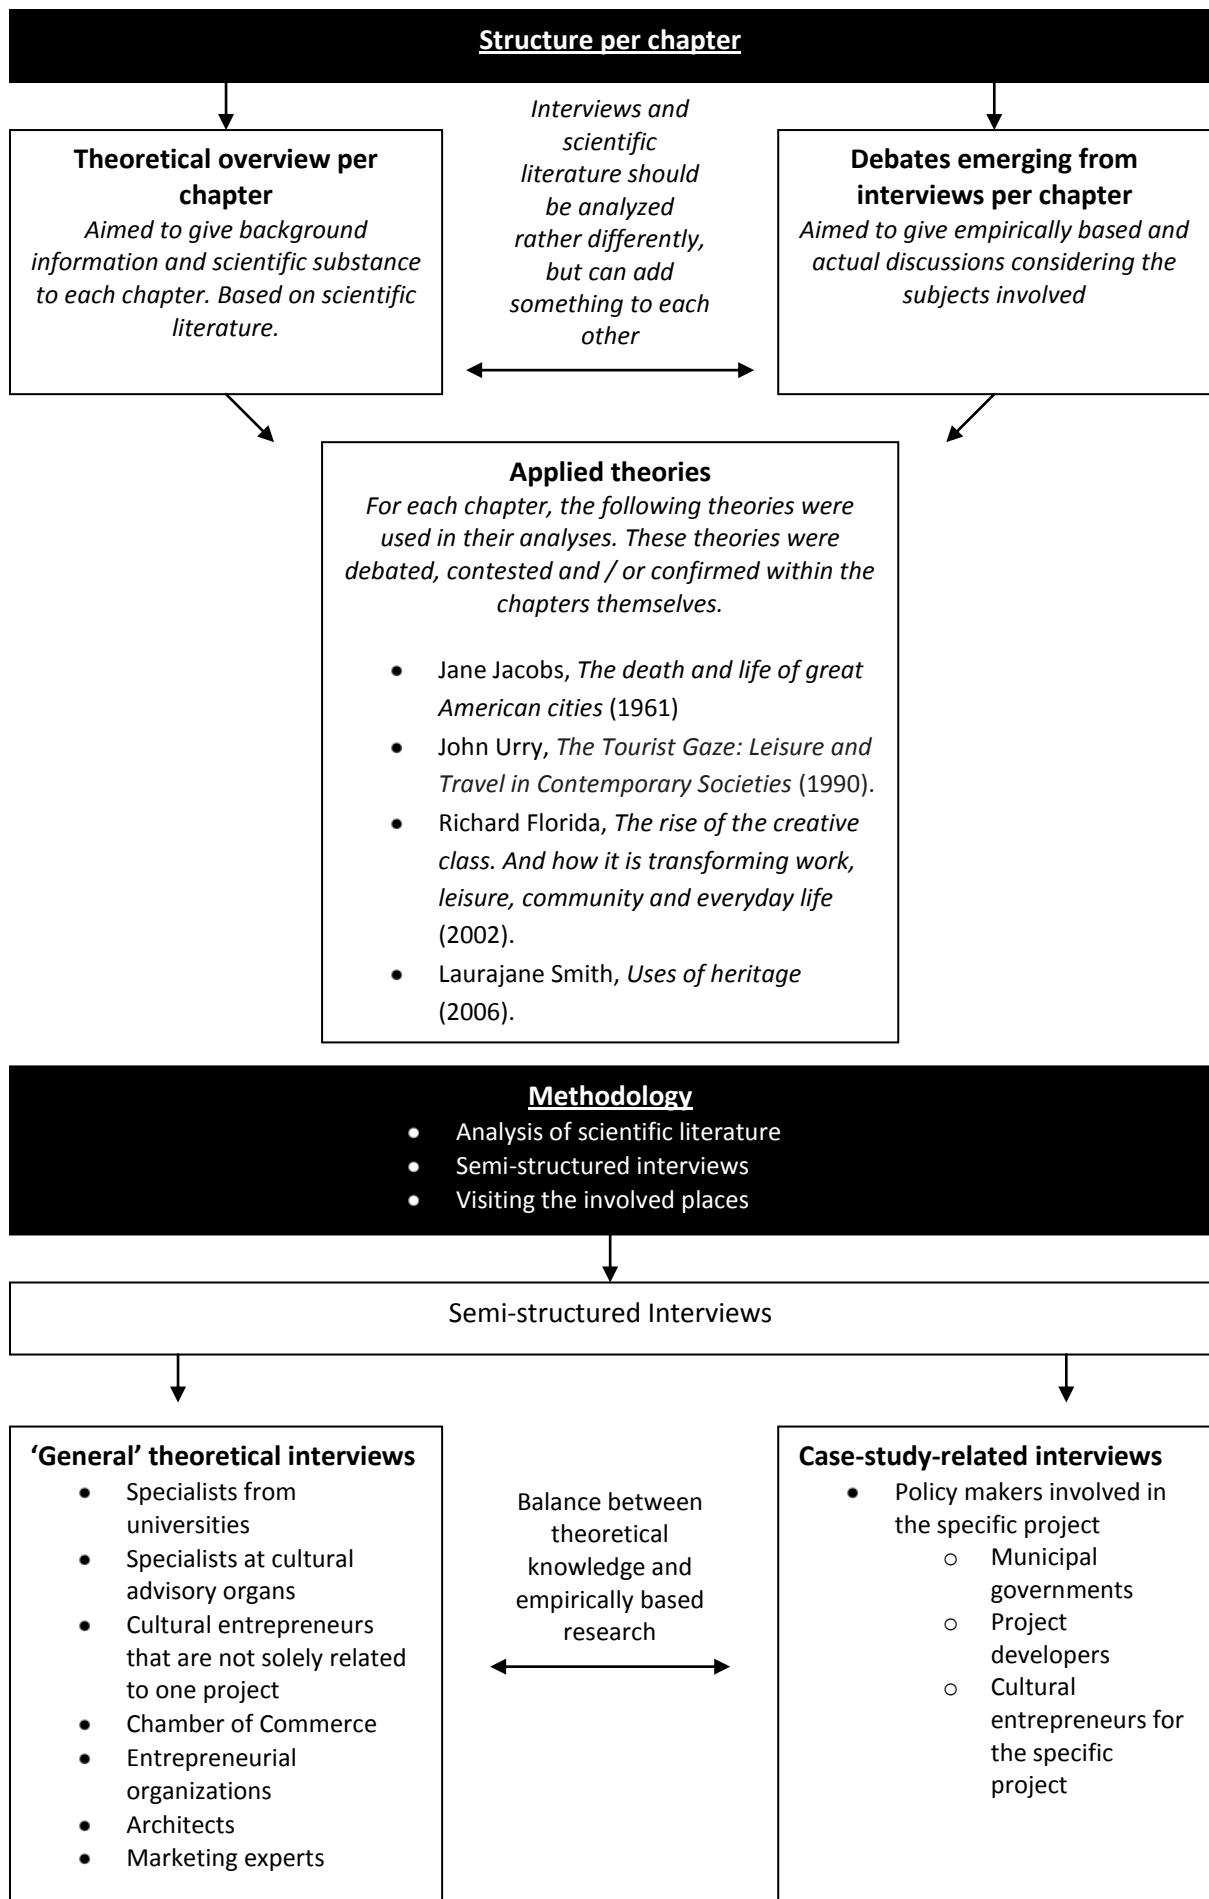 Structure per chapter
Theoretical overview per
chapter
Aimed to give background
information and scientific substance
to each chapter. Based on scientific
literature.
Interviews and
scientific
literature should
be analyzed
rather differently,
but can add
something to each
other
Debates emerging from
interviews per chapter
Aimed to give empirically based and
actual discussions considering the
subjects involved
Applied theories
For each chapter, the following theories were
used in their analyses. These theories were
debated, contested and / or confirmed within the
chapters themselves.
• Jane Jacobs, The death and life of great
American cities (1961)
• John Urry, The Tourist Gaze: Leisure and
Travel in Contemporary Societies (1990).
• Richard Florida, The rise of the creative
class. And how it is transforming work,
leisure, community and everyday life
(2002).
• Laurajane Smith, Uses of heritage
(2006).
Methodology
• Analysis of scientific literature
• Semi-structured interviews
• Visiting the involved places
Semi-structured Interviews
‘General’ theoretical interviews
• Specialists from
universities
• Specialists at cultural
advisory organs
• Cultural entrepreneurs
that are not solely related
to one project
• Chamber of Commerce
• Entrepreneurial
organizations
• Architects
• Marketing experts
Balance between
theoretical
knowledge and
empirically based
research
Case-study-related interviews
• Policy makers involved in
the specific project
o Municipal
governments
o Project
developers
o Cultural
entrepreneurs for
the specific
project